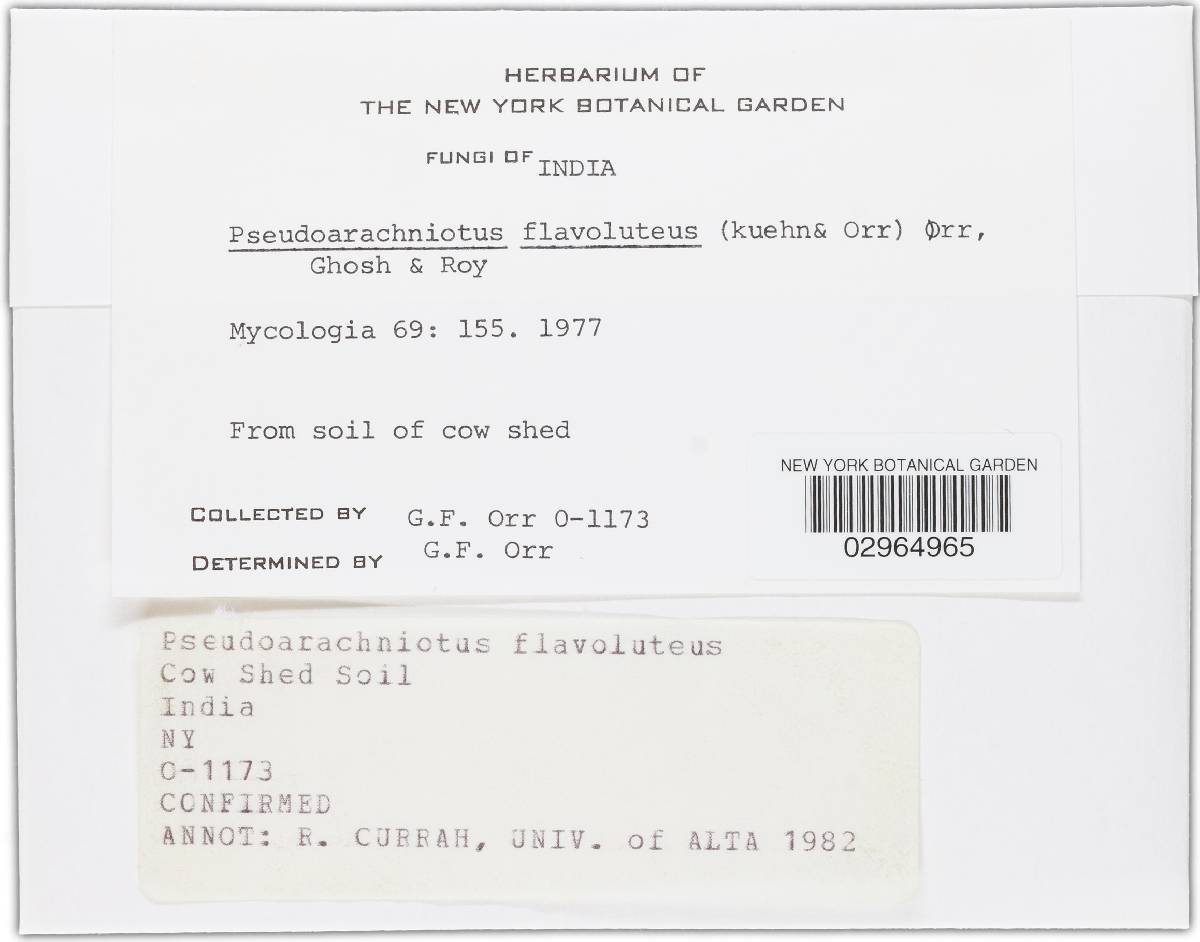 HERBARIUM OF
THE NEW YORK BOTANICAL GARDEN
FUNGI OF INDIA
Pseudoarachniotus flavoluteus (kuehn& Orr) Orr,
Ghosh & Roy
Mycologia 69: 155. 1977
From soil of cow shed
NEW YORK BOTANICAL GARDEN
02964965
COLLECTED BY G.F. Orr O-1173
DETERMINED BY G.F. Orr
Pseudoarachniotus flavoluteus
Cow Shed Soil
India
NY
O-1173
CONFIRMED
ANNOT: R. CURRAH, UNIV. of ALTA 1982